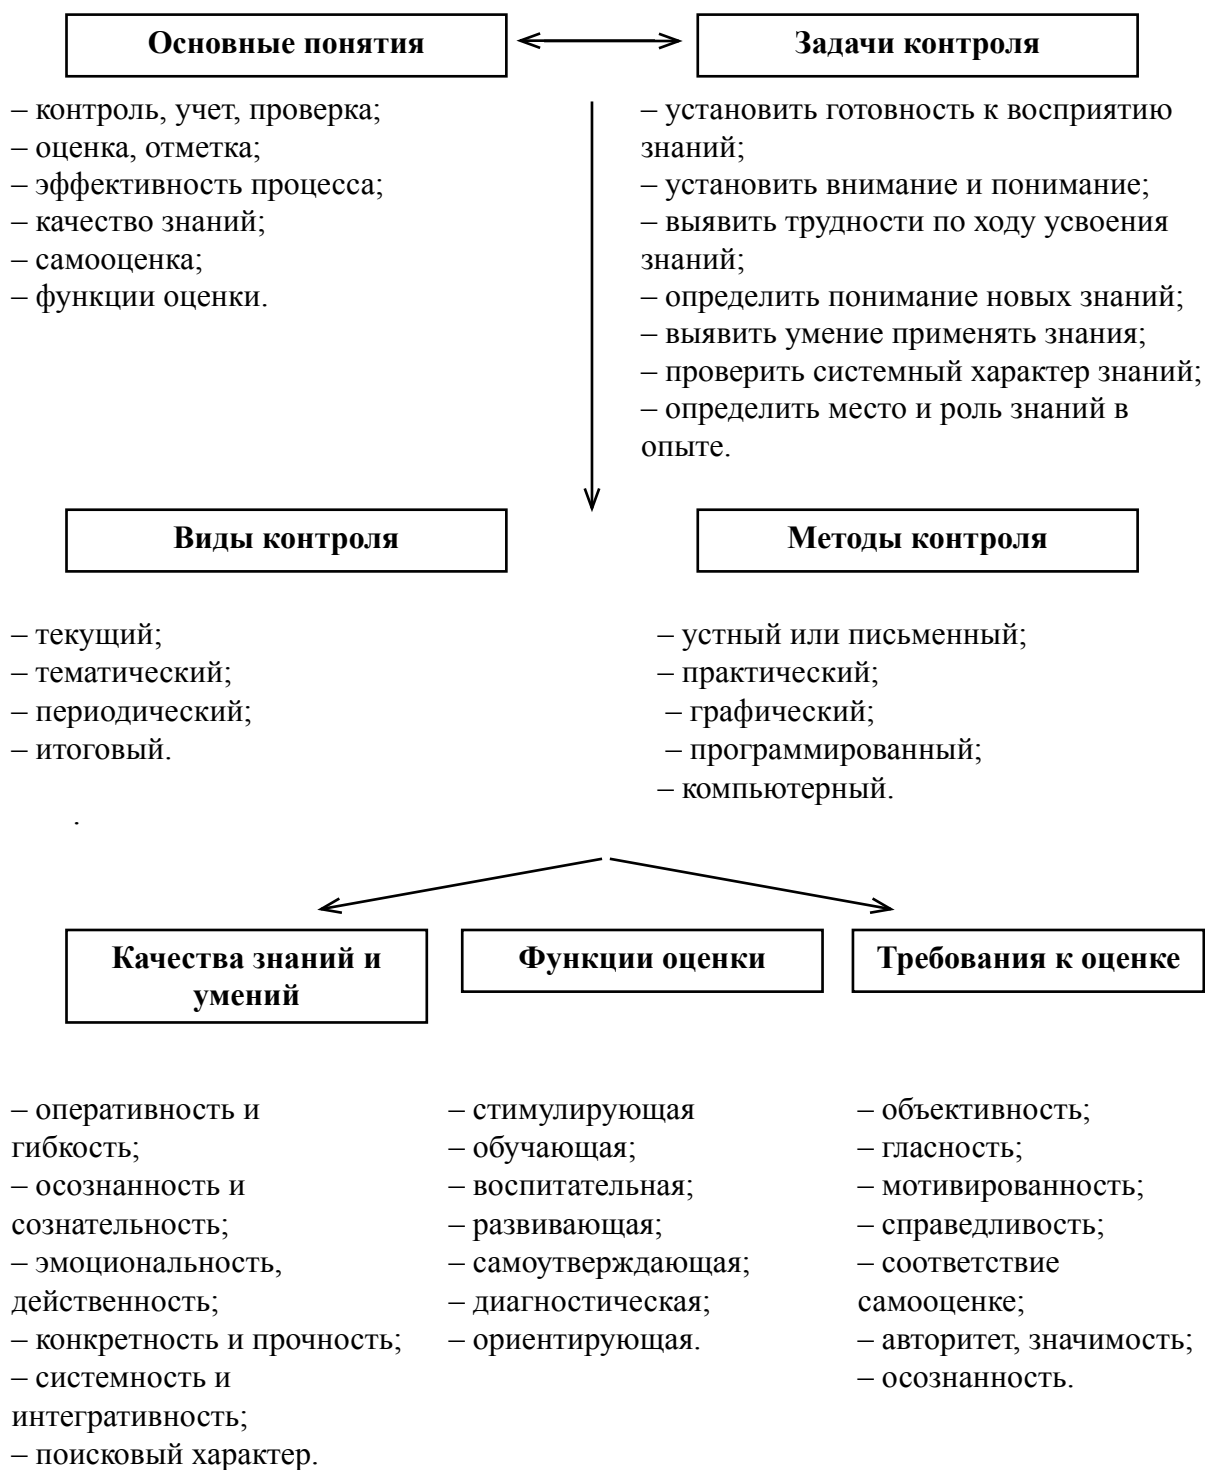 Основные понятия
Задачи контроля
– контроль, учет, проверка;
– оценка, отметка;
– эффективность процесса;
– качество знаний;
– самооценка;
– функции оценки.
– установить готовность к восприятию
знаний;
– установить внимание и понимание;
– выявить трудности по ходу усвоения
знаний;
– определить понимание новых знаний;
– выявить умение применять знания;
– проверить системный характер знаний;
– определить место и роль знаний в
опыте.
Виды контроля
Методы контроля
– текущий;
– тематический;
– периодический;
– итоговый.
.
– устный или письменный;
– практический;
– графический;
– программированный;
– компьютерный.
Качества знаний и
умений
Функции оценки
Требования к оценке
– оперативность и
гибкость;
– осознанность и
сознательность;
– эмоциональность,
действенность;
– конкретность и прочность;
– системность и
интегративность;
– поисковый характер.
– стимулирующая
– обучающая;
– воспитательная;
– развивающая;
– самоутверждающая;
– диагностическая;
– ориентирующая.
– объективность;
– гласность;
– мотивированность;
– справедливость;
– соответствие
самооценке;
– авторитет, значимость;
– осознанность.